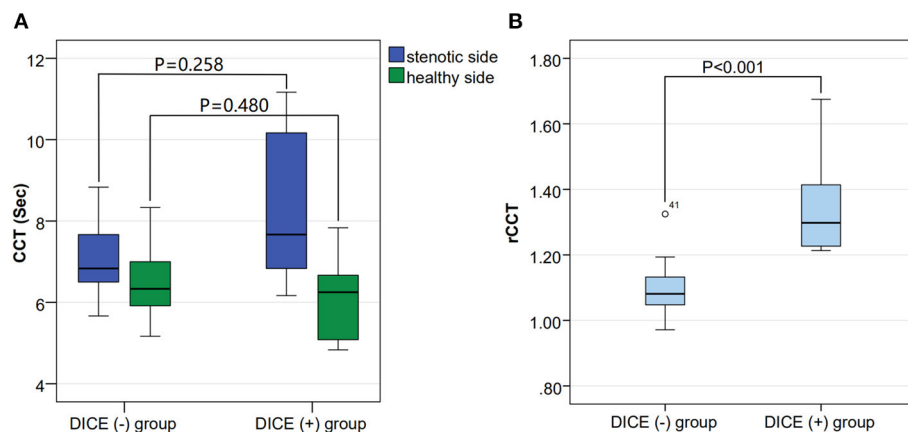 A
12
10
8
6
4
CCT (Sec)
P=0.258
P=0.480
stenotic side
healthy side
DICE (-) group
DICE (+) group
B
1.80
1.60
1.40
1.20
1.00
.80
rCCT
P<0.001
41
DICE (-) group
DICE (+) group